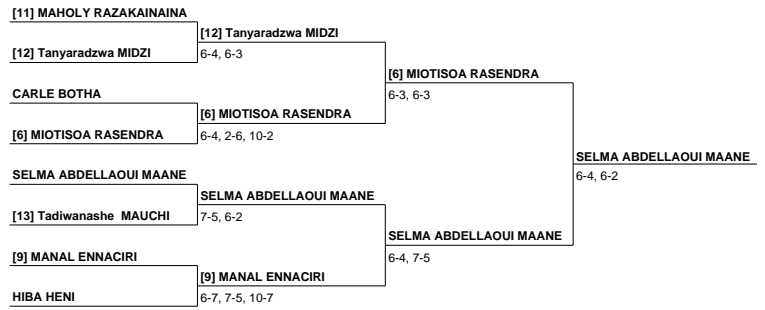 [11] MAHOLY RAZAKAINAINA
[12] Tanyaradzwa MIDZI
[12] Tanyaradzwa MIDZI
6-4, 6-3
[6] MIOTISOA RASENDRA
6-3, 6-3
CARLE BOTHA
[6] MIOTISOA RASENDRA
[6] MIOTISOA RASENDRA
6-4, 2-6, 10-2
SELMA ABDELLAOUI MAANE
6-4, 6-2
SELMA ABDELLAOUI MAANE
SELMA ABDELLAOUI MAANE
[13] Tadiwanashe  MAUCHI
7-5, 6-2
SELMA ABDELLAOUI MAANE
6-4, 7-5
[9] MANAL ENNACIRI
[9] MANAL ENNACIRI
HIBA HENI
6-7, 7-5, 10-7